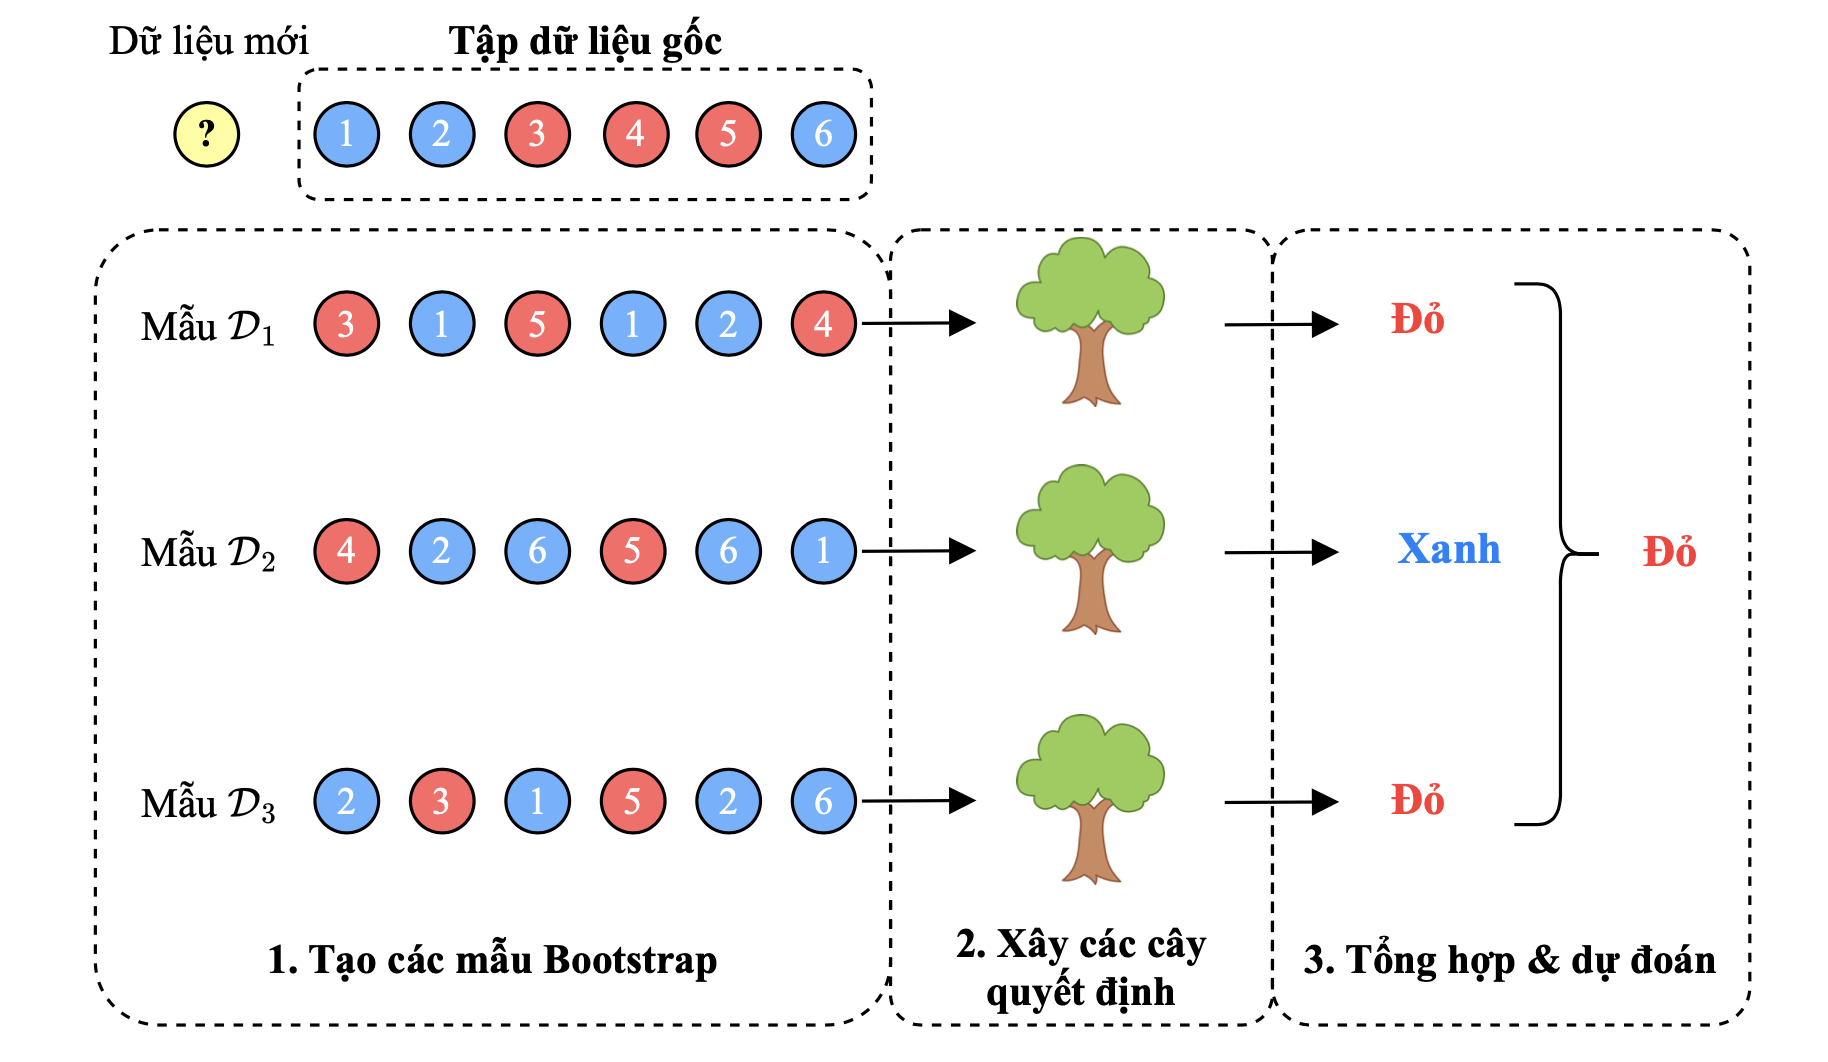 Dữ liệu mới
Tập dữ liệu gốc
? 1 2 3 4 5 6
Mẫu 𝒟₁ 3 1 5 1 2 4 Đỏ
Mẫu 𝒟₂ 4 2 6 5 6 1 Xanh Đỏ
Mẫu 𝒟₃ 2 3 1 5 2 6 Đỏ
1. Tạo các mẫu Bootstrap
2. Xây các cây
quyết định
3. Tổng hợp & dự đoán